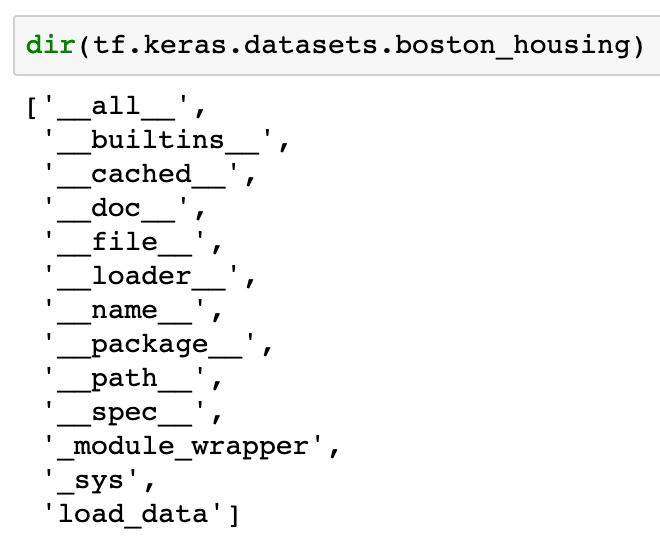 dir(tf.keras.datasets.boston_housing)
['__all__',
'__builtins__',
'__cached__',
'__doc__',
'__file__',
'__loader__',
'__name__',
'__package__',
'__path__',
'__spec__',
'_module_wrapper',
'_sys',
'load_data']